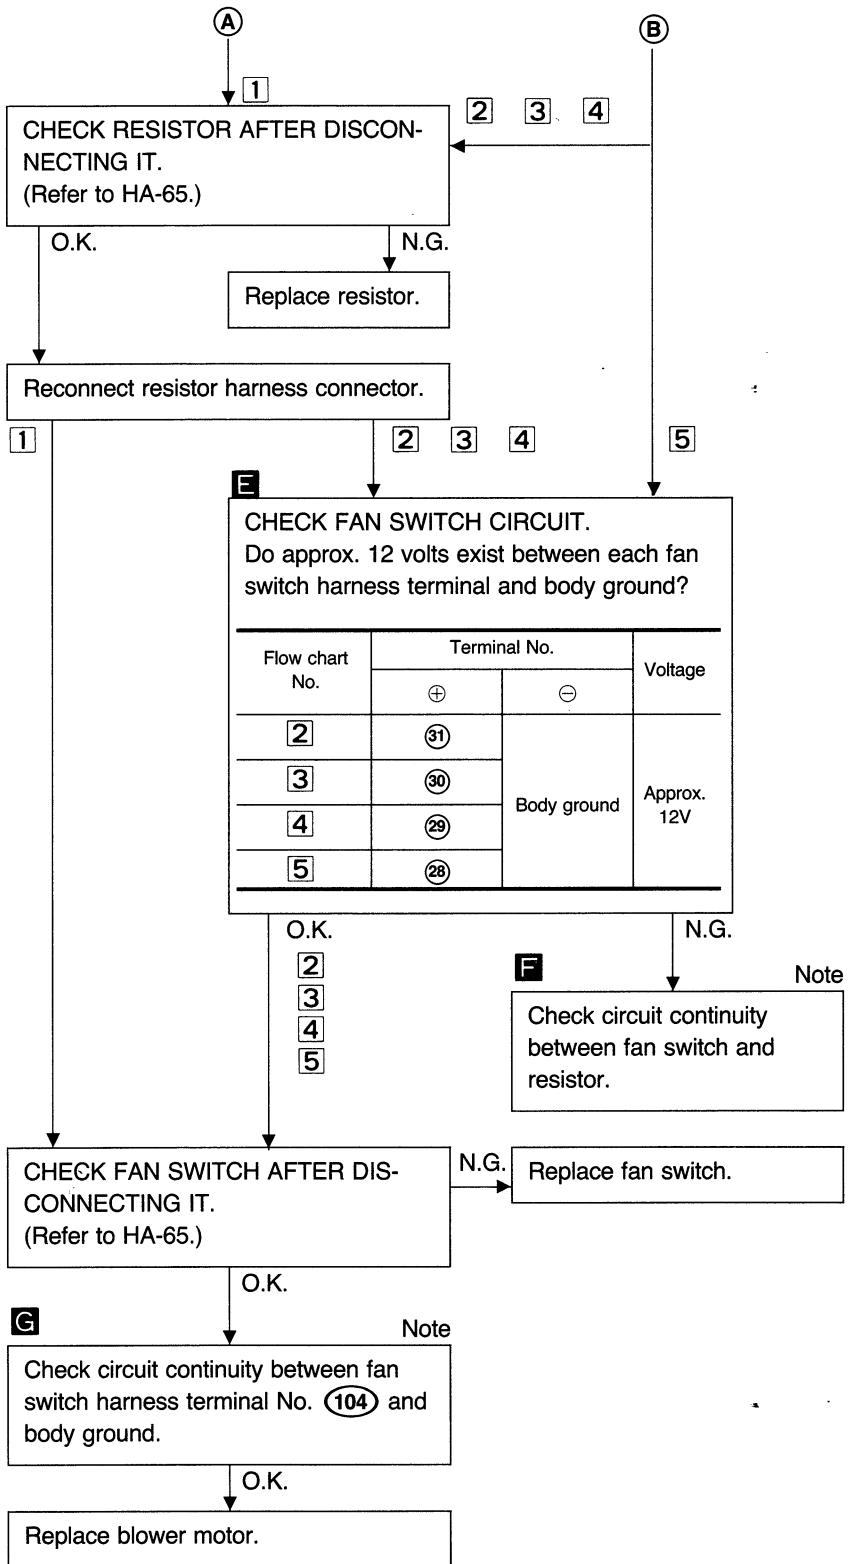 A
B
1
2 3 4
CHECK RESISTOR AFTER DISCON-
NECTING IT.
(Refer to HA-65.)
O.K.
N.G.
Replace resistor.
Reconnect resistor harness connector.
1
2 3 4
5
E
CHECK FAN SWITCH CIRCUIT.
Do approx. 12 volts exist between each fan
switch harness terminal and body ground?
Flow chart
No.
Terminal No.
Voltage
⊕
⊖
2
31
3
30
4
29
5
28
Body ground
Approx.
12V
O.K.
2
3
4
5
N.G.
F
Note
Check circuit continuity
between fan switch and
resistor.
CHECK FAN SWITCH AFTER DIS-
CONNECTING IT.
(Refer to HA-65.)
N.G.
Replace fan switch.
O.K.
G
Note
Check circuit continuity between fan
switch harness terminal No. 104 and
body ground.
O.K.
Replace blower motor.